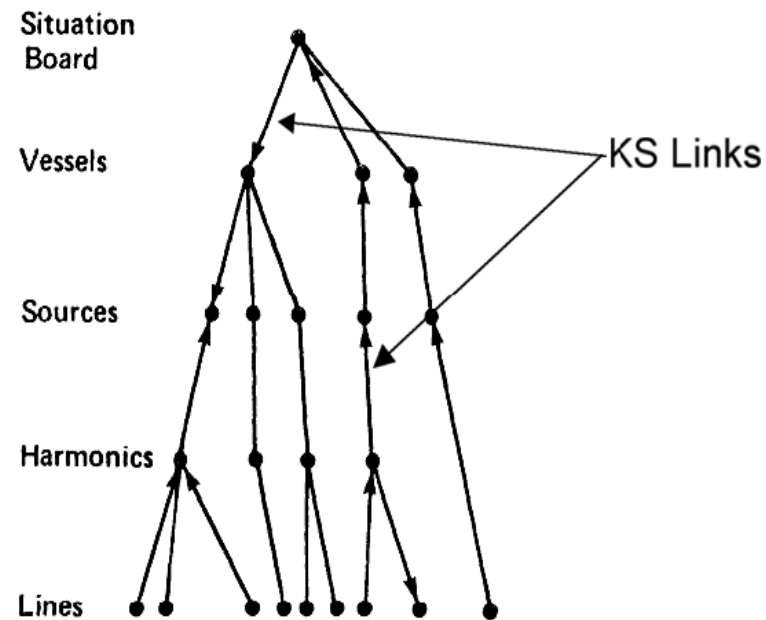 Situation
Board
Vessels
KS Links
Sources
Harmonics
Lines